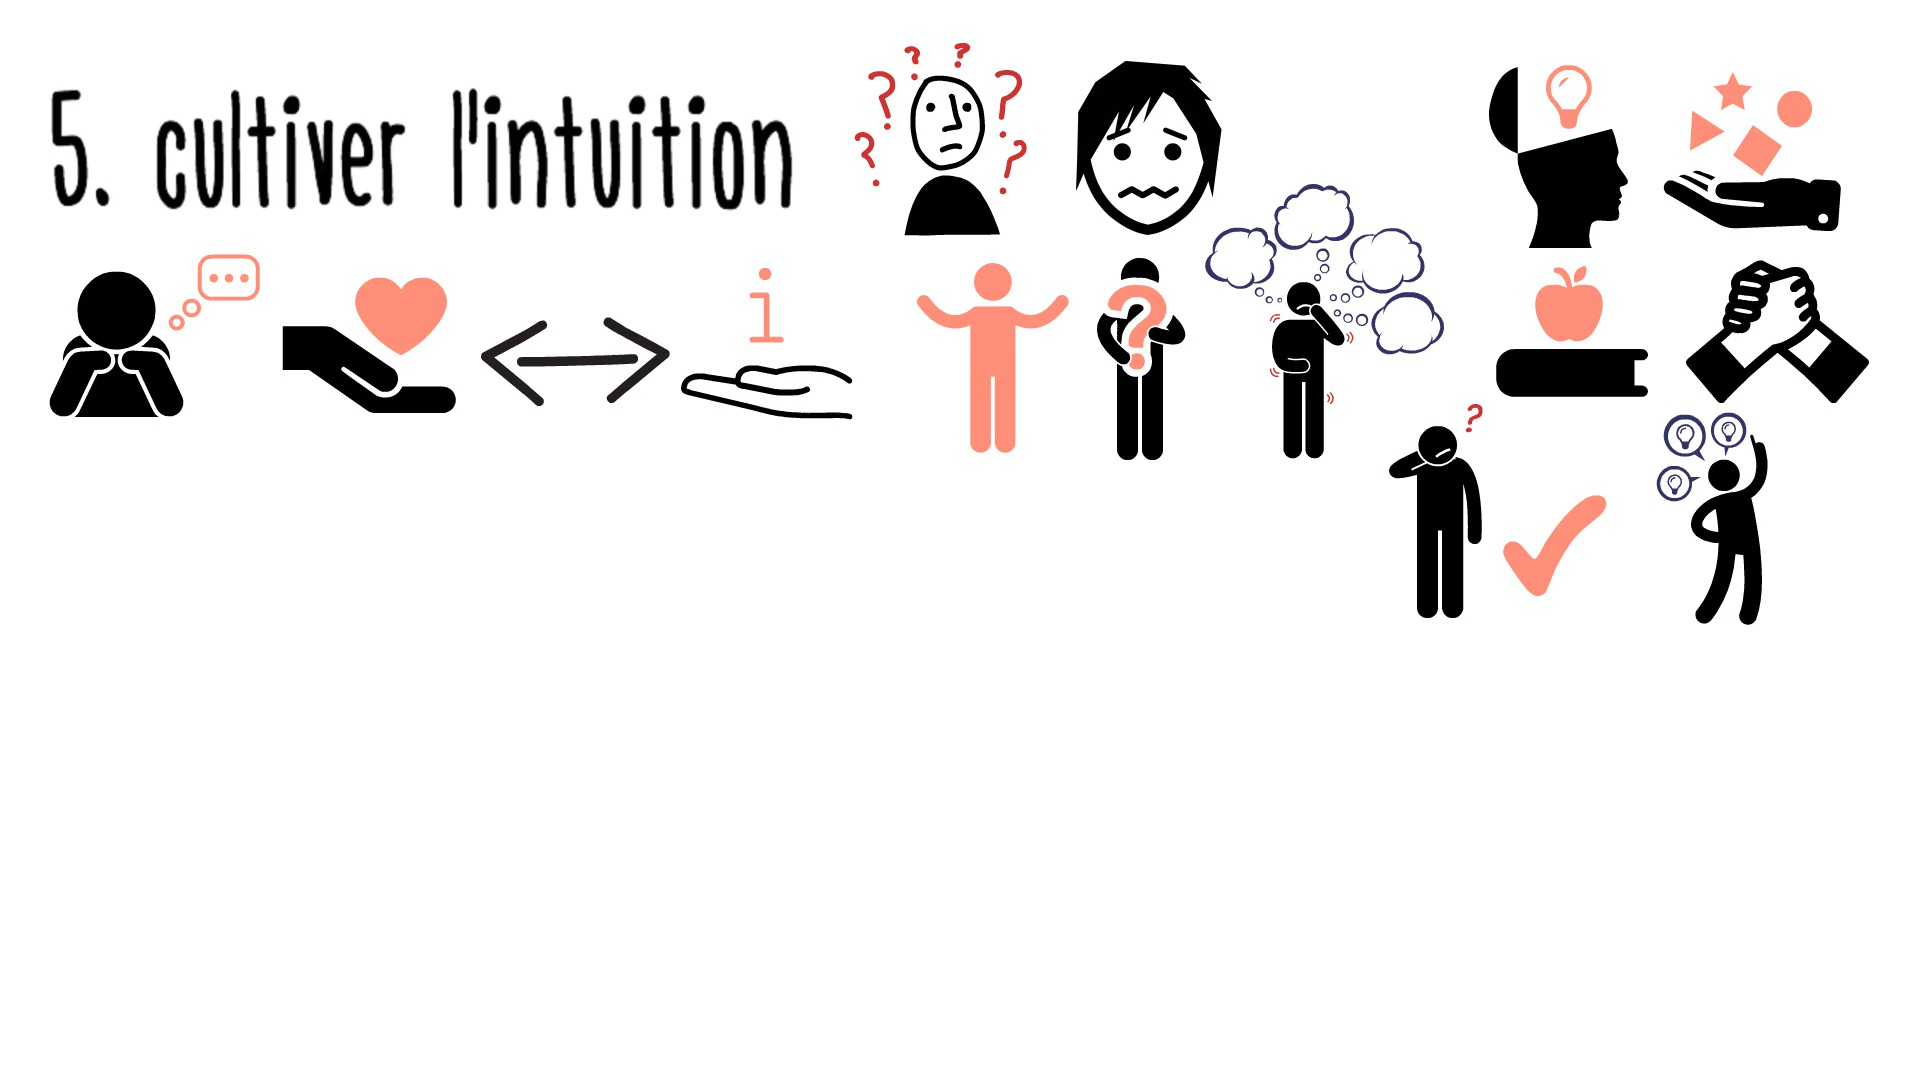 5. cultiver l'intuition
? ? ? ? ? ?
...
i
?
?